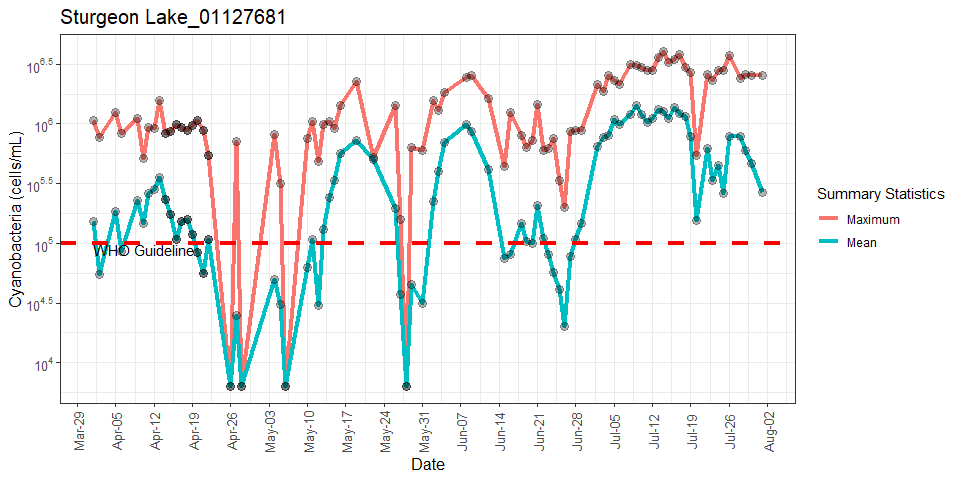 Sturgeon Lake_01127681
Cyanobacteria (cells/mL)
10^6.5
10^6
10^5.5
10^5
10^4.5
10^4
WHO Guideline
Mar-29
Apr-05
Apr-12
Apr-19
Apr-26
May-03
May-10
May-17
May-24
May-31
Jun-07
Jun-14
Jun-21
Jun-28
Jul-05
Jul-12
Jul-19
Jul-26
Aug-02
Date
Summary Statistics
Maximum
Mean